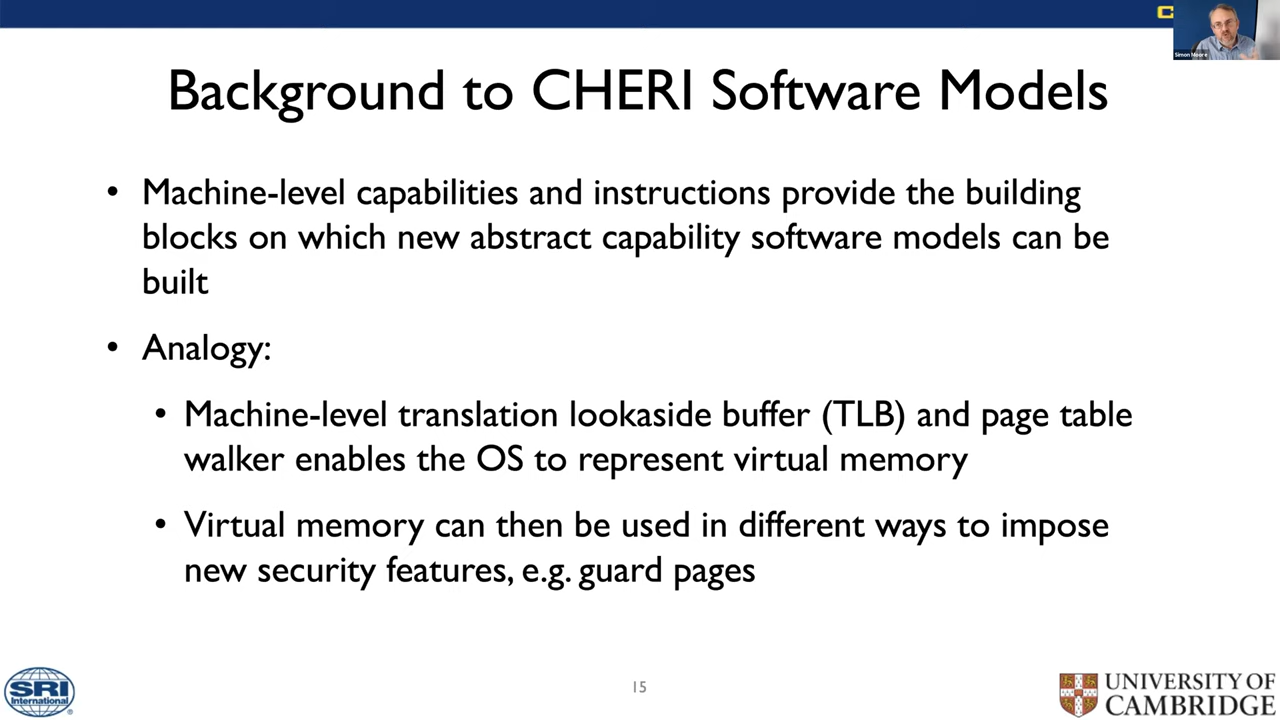 C
Simon Moore
Background to CHERI Software Models
• Machine-level capabilities and instructions provide the building
blocks on which new abstract capability software models can be
built
• Analogy:
• Machine-level translation lookaside buffer (TLB) and page table
walker enables the OS to represent virtual memory
• Virtual memory can then be used in different ways to impose
new security features, e.g. guard pages
SRI
International®
15
UNIVERSITY OF
CAMBRIDGE